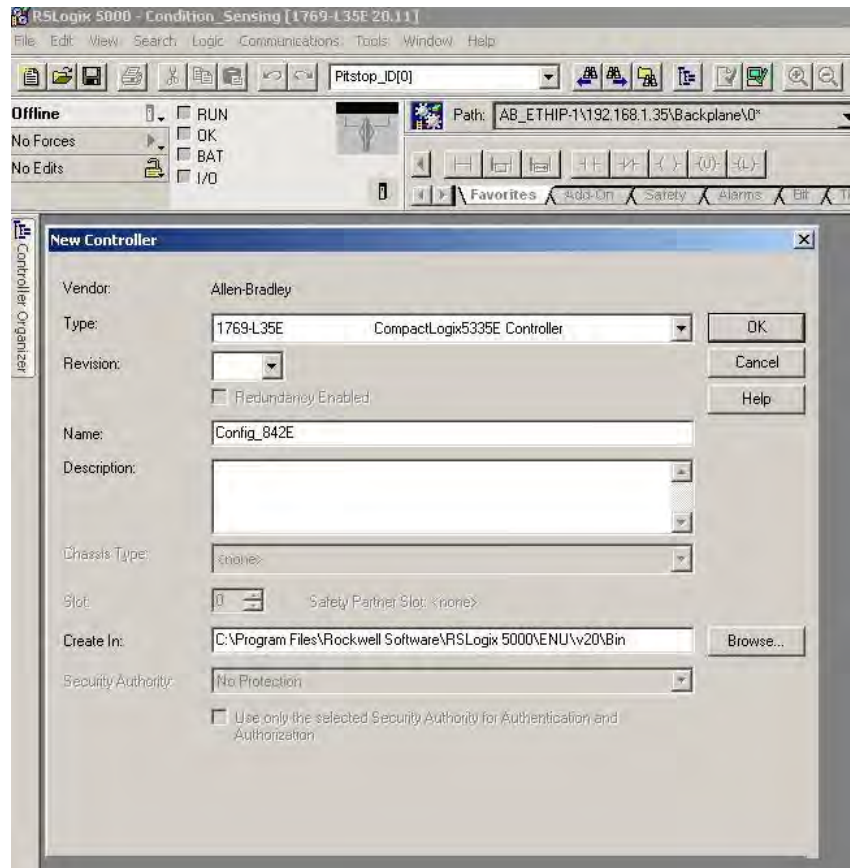 RSLogix 5000 - Condition_Sensing [1769-L35E 20.11]
File Edit View Search Logic Communications Tools Window Help
Pitstop_ID[0]
Offline
RUN
Path: AB_ETHIP-1\192.168.1.35\Backplane\0*
No Forces
OK
No Edits
BAT
I/O
Favorites Add-On Safety Alarms Bit
Controller Organizer
New Controller
Vendor: Allen-Bradley
Type: 1769-L35E CompactLogix5335E Controller OK
Revision: Cancel
Redundancy Enabled Help
Name: Config_842E
Description:
Chassis Type: <none>
Slot: 0 Safety Partner Slot: <none>
Create In: C:\Program Files\Rockwell Software\RSLogix 5000\ENU\v20\Bin Browse...
Security Authority: No Protection
Use only the selected Security Authority for Authentication and
Authorization